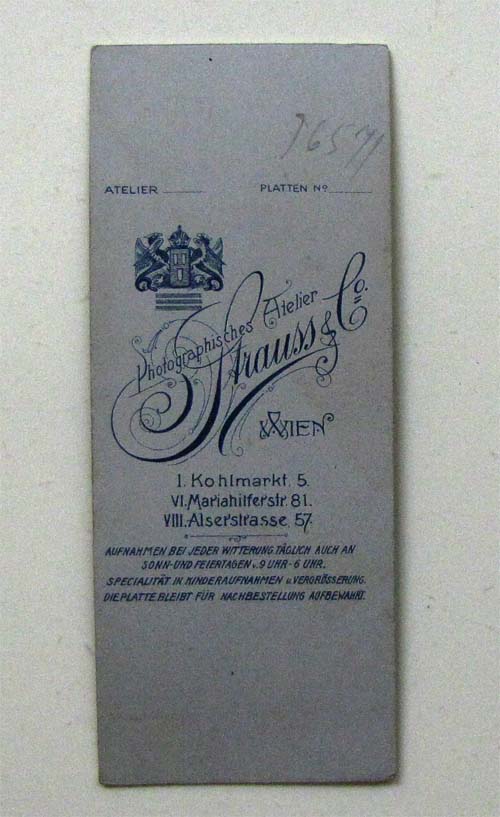 76571
ATELIER
PLATTEN No
Photographisches Atelier
Strauss & Co.
WIEN
I. Kohlmarkt, 5.
VI. Mariahilferstr. 81.
VIII. Alserstrasse, 57.
AUFNAHMEN BEI JEDER WITTERUNG TÄGLICH AUCH AN
SONN- UND FEIERTAGEN v. 9 UHR - 6 UHR.
SPECIALITÄT IN KINDERAUFNAHMEN u. VERGRÖSSERUNG.
DIE PLATTE BLEIBT FÜR NACHBESTELLUNG AUFBEWAHRT.